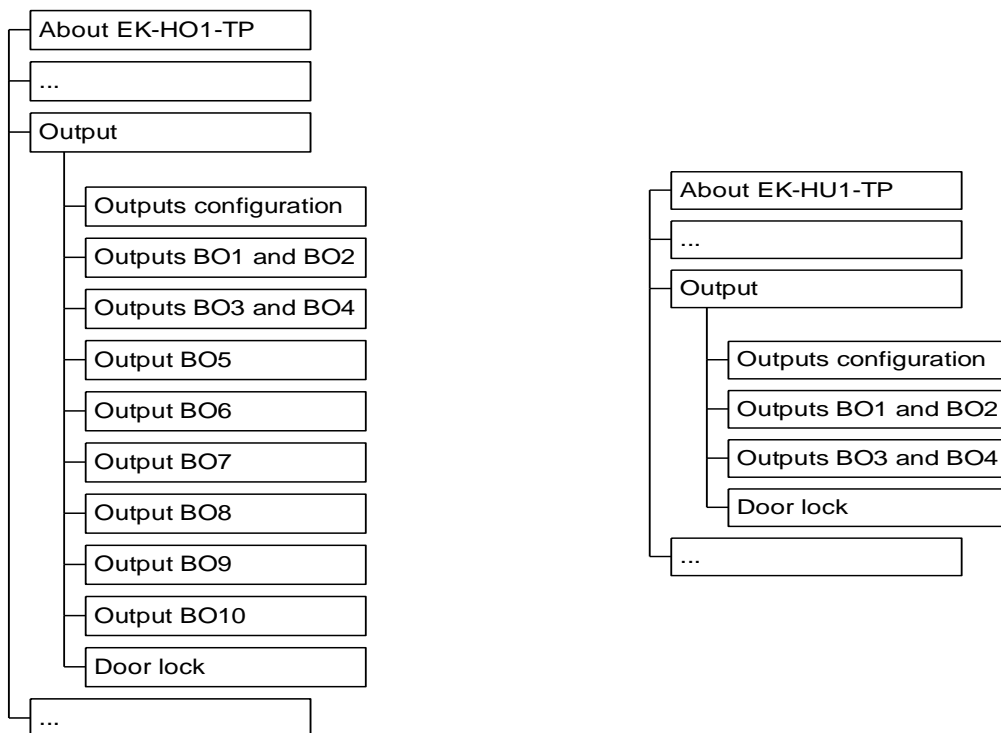 About EK-HO1-TP
...
Output
Outputs configuration
Outputs BO1 and BO2
Outputs BO3 and BO4
Output BO5
Output BO6
Output BO7
Output BO8
Output BO9
Output BO10
Door lock
...
About EK-HU1-TP
...
Output
Outputs configuration
Outputs BO1 and BO2
Outputs BO3 and BO4
Door lock
...